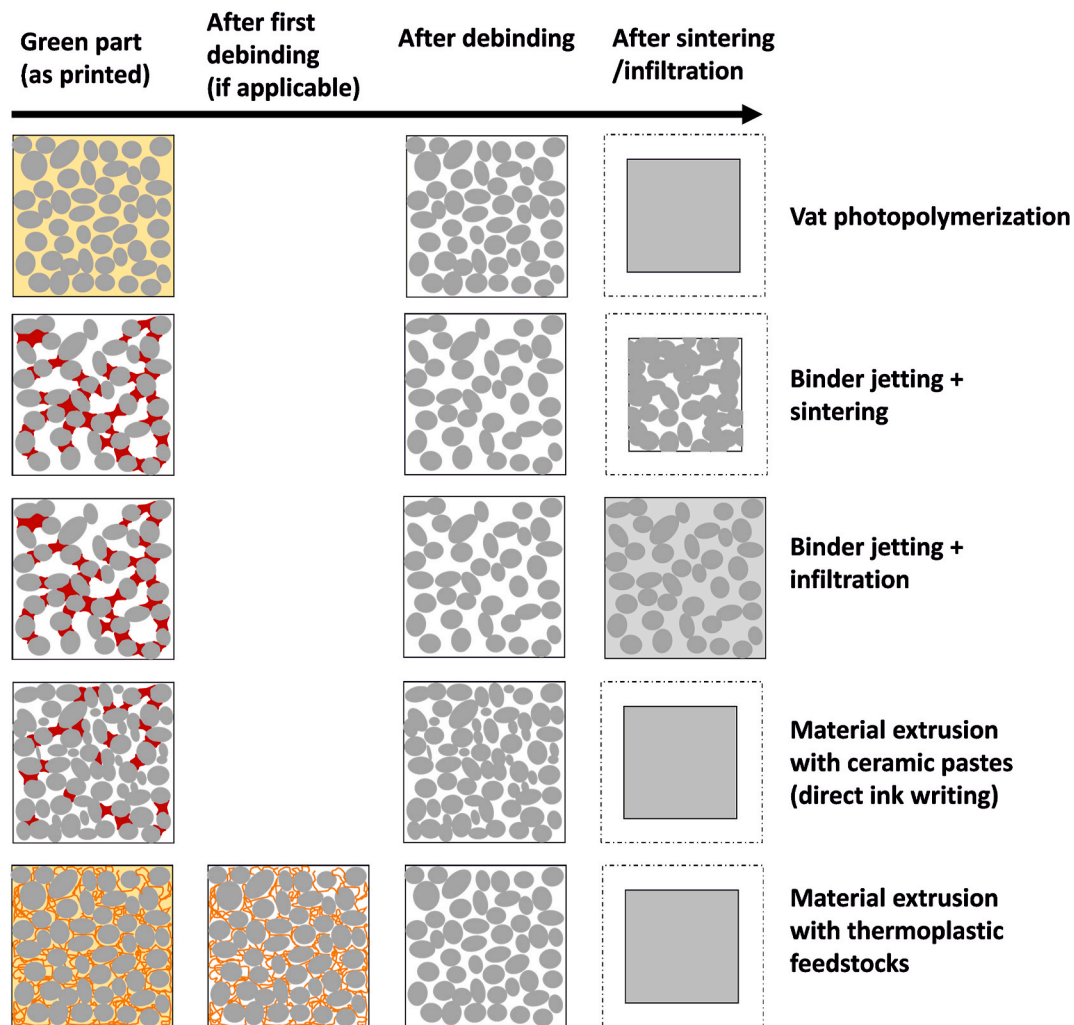 Green part
(as printed)
After first
debinding
(if applicable)
After debinding
After sintering
/infiltration
Vat photopolymerization
Binder jetting +
sintering
Binder jetting +
infiltration
Material extrusion
with ceramic pastes
(direct ink writing)
Material extrusion
with thermoplastic
feedstocks